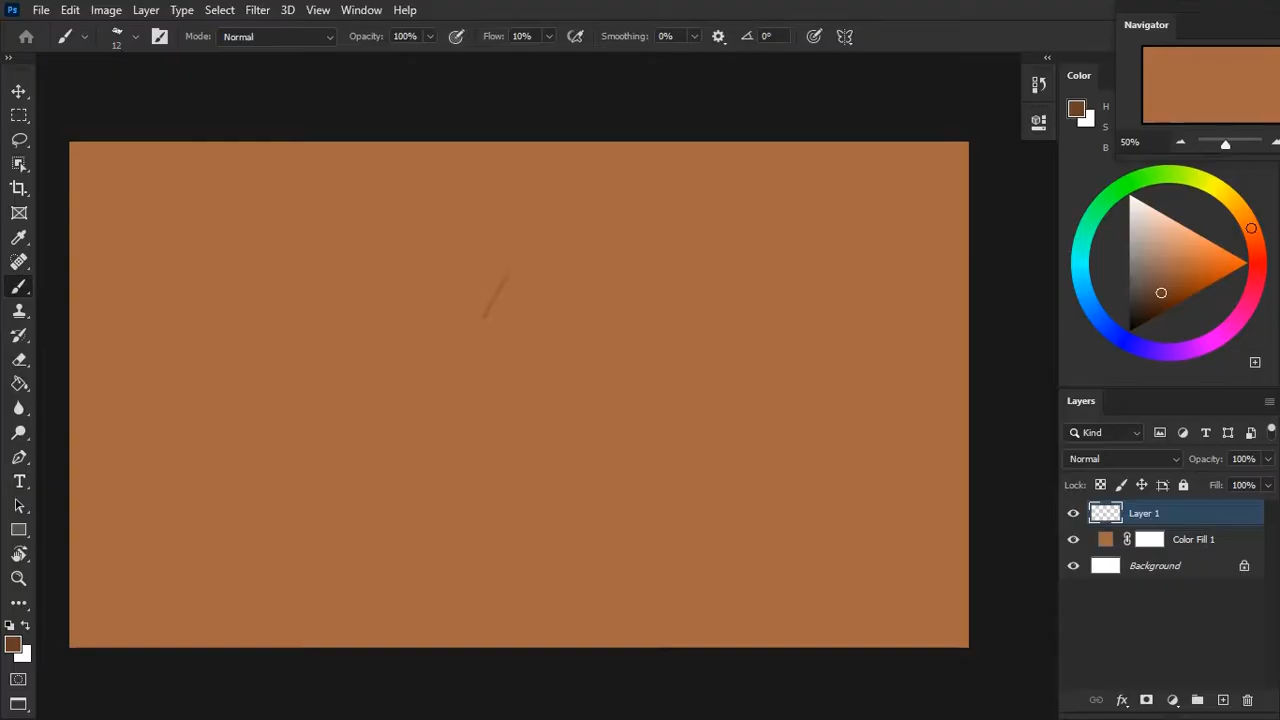 Ps File Edit Image Layer Type Select Filter 3D View Window Help
12 Mode: Normal Opacity: 100% Flow: 10% Smoothing: 0% 0°
Navigator
50%
Color
H
S
B
Layers
Kind
Normal Opacity: 100%
Lock: Fill: 100%
Layer 1
Color Fill 1
Background